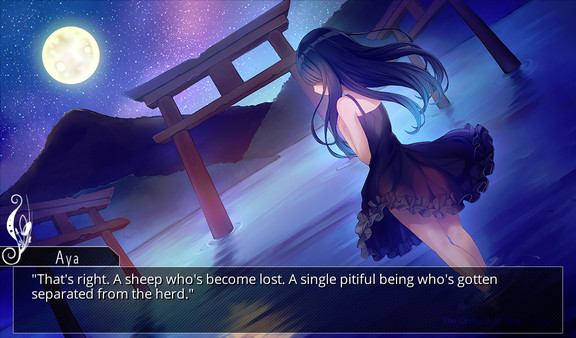 Aya
"That's right. A sheep who's become lost. A single pitiful being who's gotten
separated from the herd."